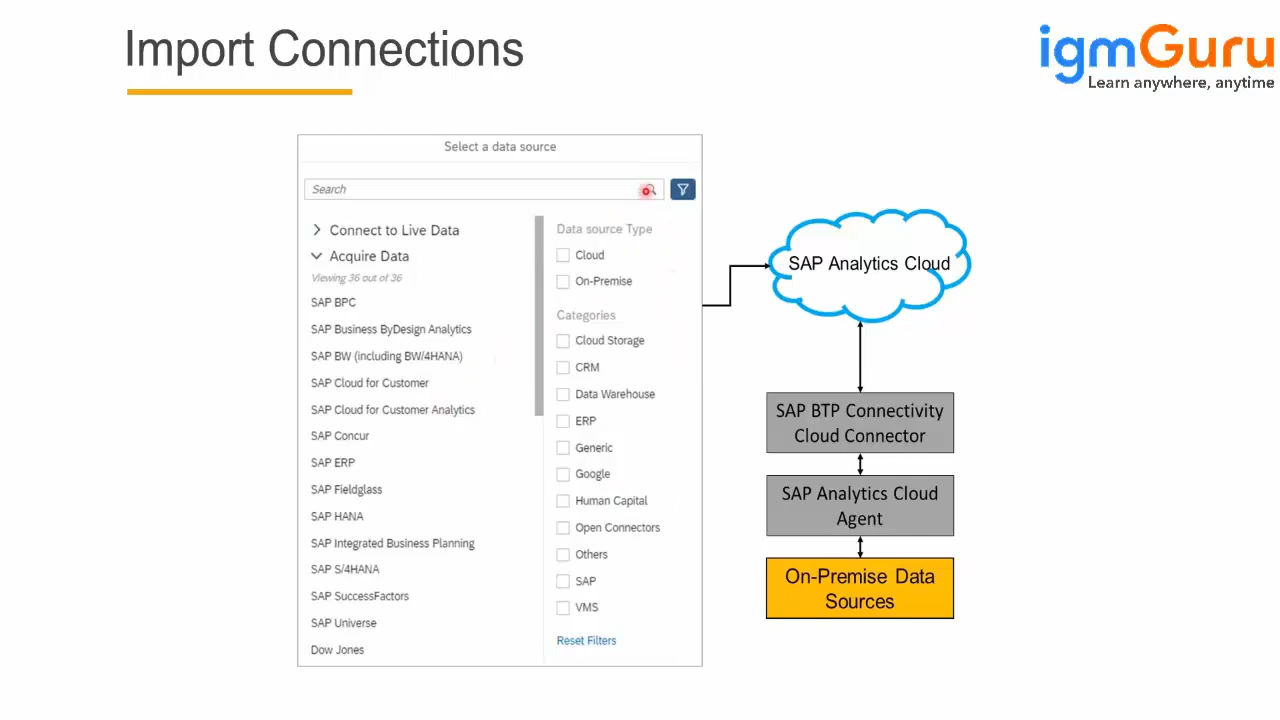 Import Connections
igmGuru
Learn anywhere, anytime
Select a data source
Search
Connect to Live Data
Acquire Data
Viewing 36 out of 36
SAP BPC
SAP Business ByDesign Analytics
SAP BW (including BW/4HANA)
SAP Cloud for Customer
SAP Cloud for Customer Analytics
SAP Concur
SAP ERP
SAP Fieldglass
SAP HANA
SAP Integrated Business Planning
SAP S/4HANA
SAP SuccessFactors
SAP Universe
Dow Jones
Data source Type
Cloud
On-Premise
Categories
Cloud Storage
CRM
Data Warehouse
ERP
Generic
Google
Human Capital
Open Connectors
Others
SAP
VMS
Reset Filters
SAP Analytics Cloud
SAP BTP Connectivity
Cloud Connector
SAP Analytics Cloud
Agent
On-Premise Data
Sources